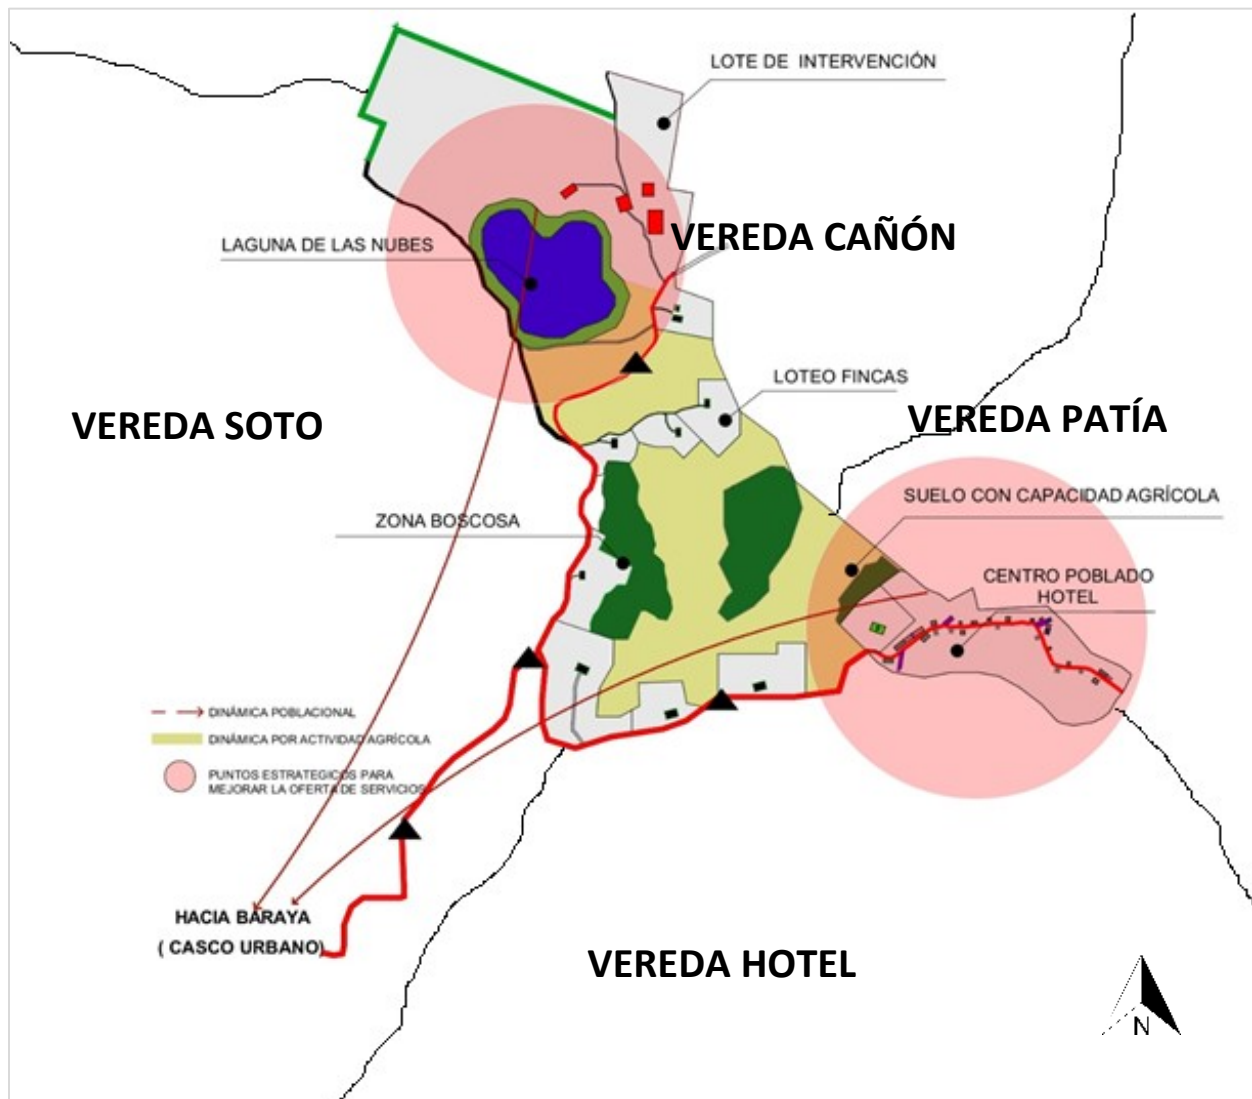 LOTE DE INTERVENCIÓN
VEREDA CAÑÓN
LAGUNA DE LAS NUBES
LOTEO FINCAS
VEREDA SOTO
VEREDA PATÍA
SUELO CON CAPACIDAD AGRÍCOLA
ZONA BOSCOSA
CENTRO POBLADO
HOTEL
DINÁMICA POBLACIONAL
DINÁMICA POR ACTIVIDAD AGRÍCOLA
PUNTOS ESTRATEGICOS PARA
MEJORAR LA OFERTA DE SERVICIOS
HACIA BARAYA
( CASCO URBANO)
VEREDA HOTEL
N